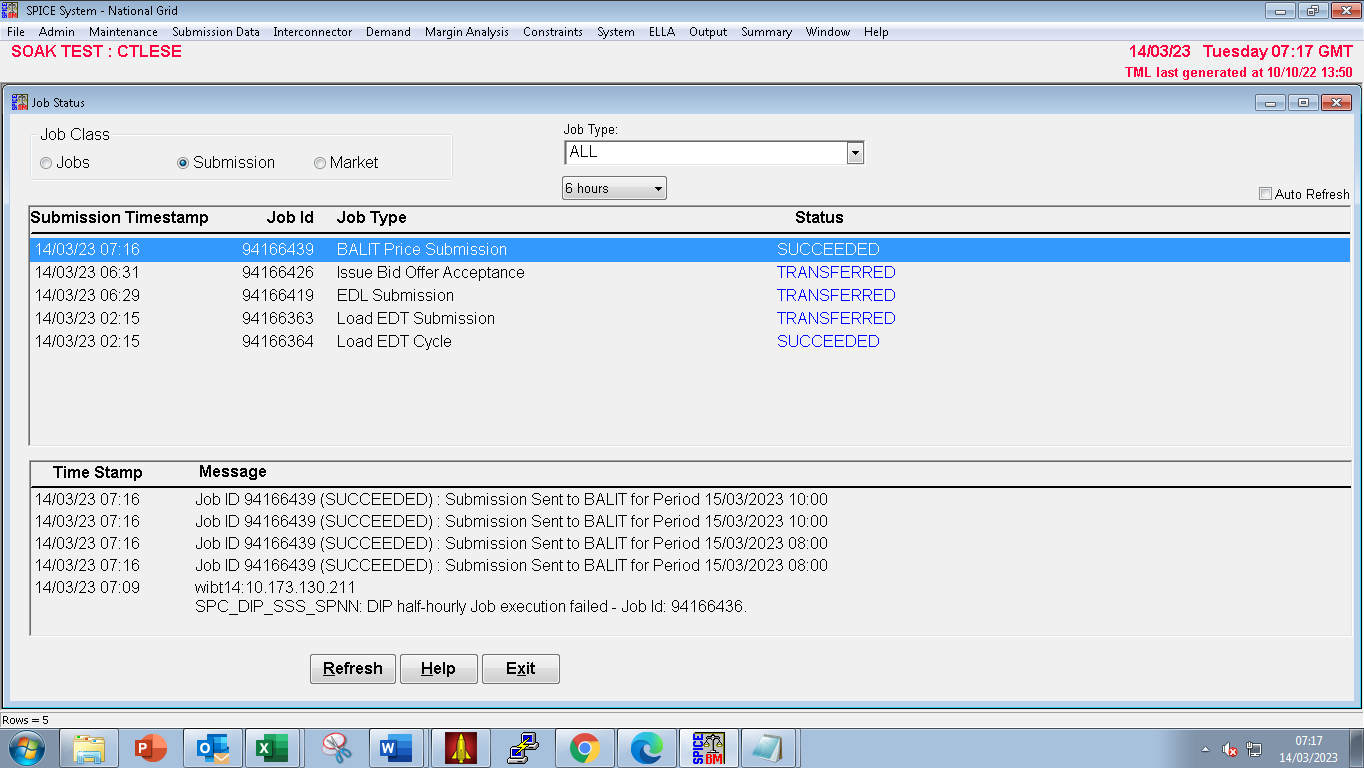 SPICE System - National Grid
File Admin Maintenance Submission Data Interconnector Demand Margin Analysis Constraints System ELLA Output Summary Window Help
SOAK TEST : CTLESE 14/03/23 Tuesday 07:17 GMT
TML last generated at 10/10/22 13:50
Job Status
Job Class
Jobs Submission Market
Job Type:
ALL
6 hours
Auto Refresh
Submission Timestamp Job Id Job Type Status
14/03/23 07:16 94166439 BALIT Price Submission SUCCEEDED
14/03/23 06:31 94166426 Issue Bid Offer Acceptance TRANSFERRED
14/03/23 06:29 94166419 EDL Submission TRANSFERRED
14/03/23 02:15 94166363 Load EDT Submission TRANSFERRED
14/03/23 02:15 94166364 Load EDT Cycle SUCCEEDED
Time Stamp Message
14/03/23 07:16 Job ID 94166439 (SUCCEEDED) : Submission Sent to BALIT for Period 15/03/2023 10:00
14/03/23 07:16 Job ID 94166439 (SUCCEEDED) : Submission Sent to BALIT for Period 15/03/2023 10:00
14/03/23 07:16 Job ID 94166439 (SUCCEEDED) : Submission Sent to BALIT for Period 15/03/2023 08:00
14/03/23 07:16 Job ID 94166439 (SUCCEEDED) : Submission Sent to BALIT for Period 15/03/2023 08:00
14/03/23 07:09 wibt14:10.173.130.211
SPC_DIP_SSS_SPNN: DIP half-hourly Job execution failed - Job Id: 94166436.
Refresh Help Exit
Rows = 5
SPICE BM
07:17
14/03/2023